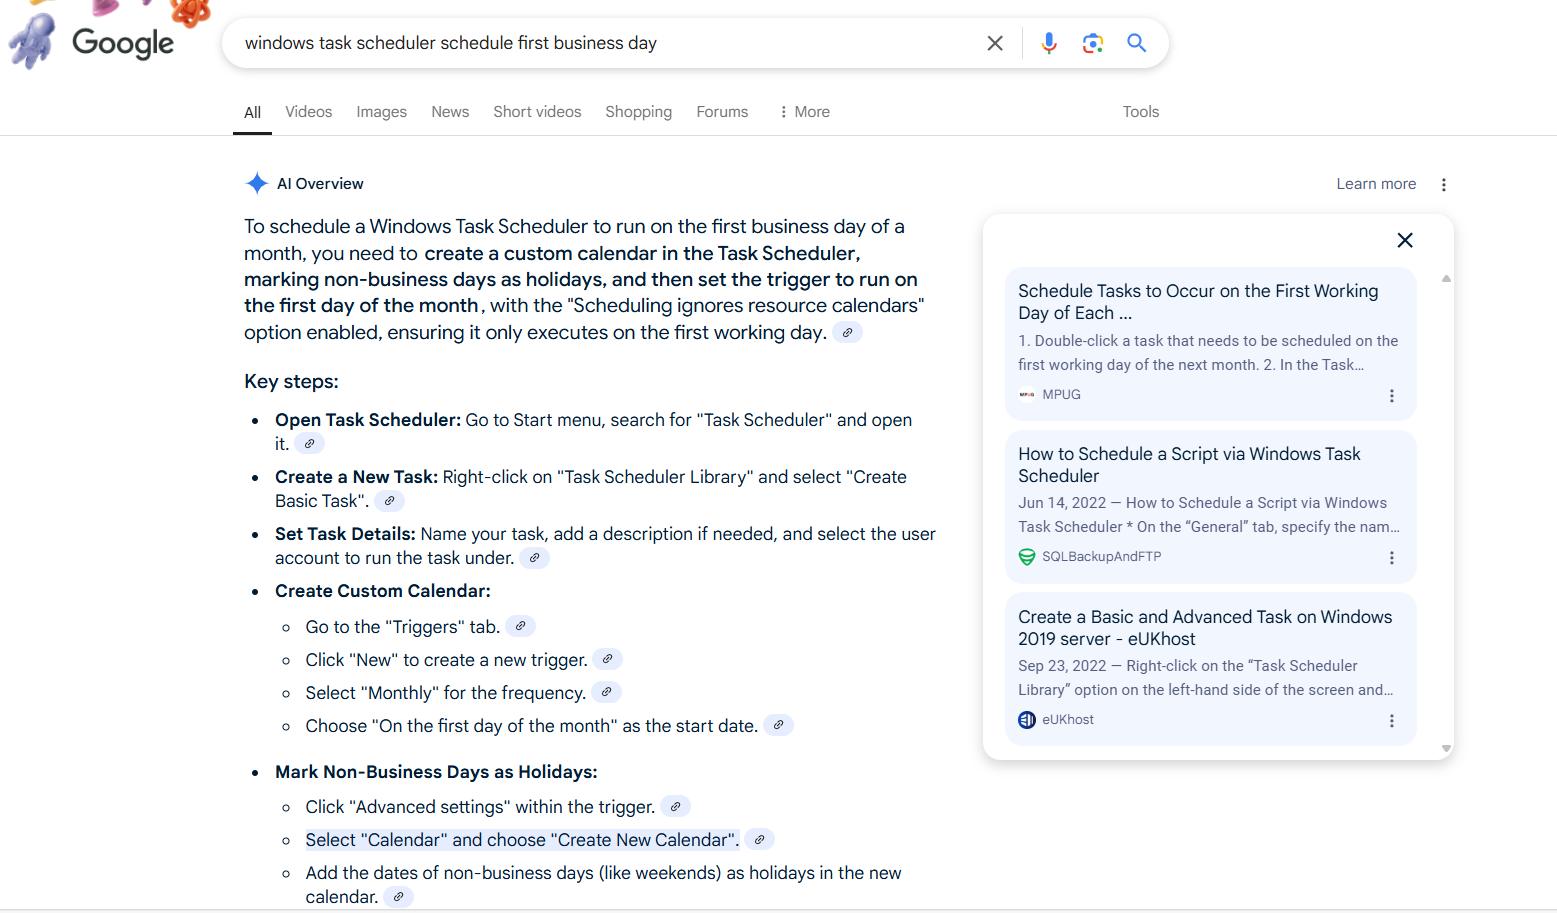 Google
windows task scheduler schedule first business day
All Videos Images News Short videos Shopping Forums More Tools
AI Overview
Learn more
To schedule a Windows Task Scheduler to run on the first business day of a
month, you need to create a custom calendar in the Task Scheduler,
marking non-business days as holidays, and then set the trigger to run on
the first day of the month, with the "Scheduling ignores resource calendars"
option enabled, ensuring it only executes on the first working day.
Key steps:
Open Task Scheduler: Go to Start menu, search for "Task Scheduler" and open
it.
Create a New Task: Right-click on "Task Scheduler Library" and select "Create
Basic Task".
Set Task Details: Name your task, add a description if needed, and select the user
account to run the task under.
Create Custom Calendar:
Go to the "Triggers" tab.
Click "New" to create a new trigger.
Select "Monthly" for the frequency.
Choose "On the first day of the month" as the start date.
Mark Non-Business Days as Holidays:
Click "Advanced settings" within the trigger.
Select "Calendar" and choose "Create New Calendar".
Add the dates of non-business days (like weekends) as holidays in the new
calendar.
Schedule Tasks to Occur on the First Working
Day of Each ...
1. Double-click a task that needs to be scheduled on the
first working day of the next month. 2. In the Task...
MPUG
How to Schedule a Script via Windows Task
Scheduler
Jun 14, 2022 — How to Schedule a Script via Windows
Task Scheduler * On the “General” tab, specify the nam...
SQLBackupAndFTP
Create a Basic and Advanced Task on Windows
2019 server - eUKhost
Sep 23, 2022 — Right-click on the “Task Scheduler
Library” option on the left-hand side of the screen and...
eUKhost